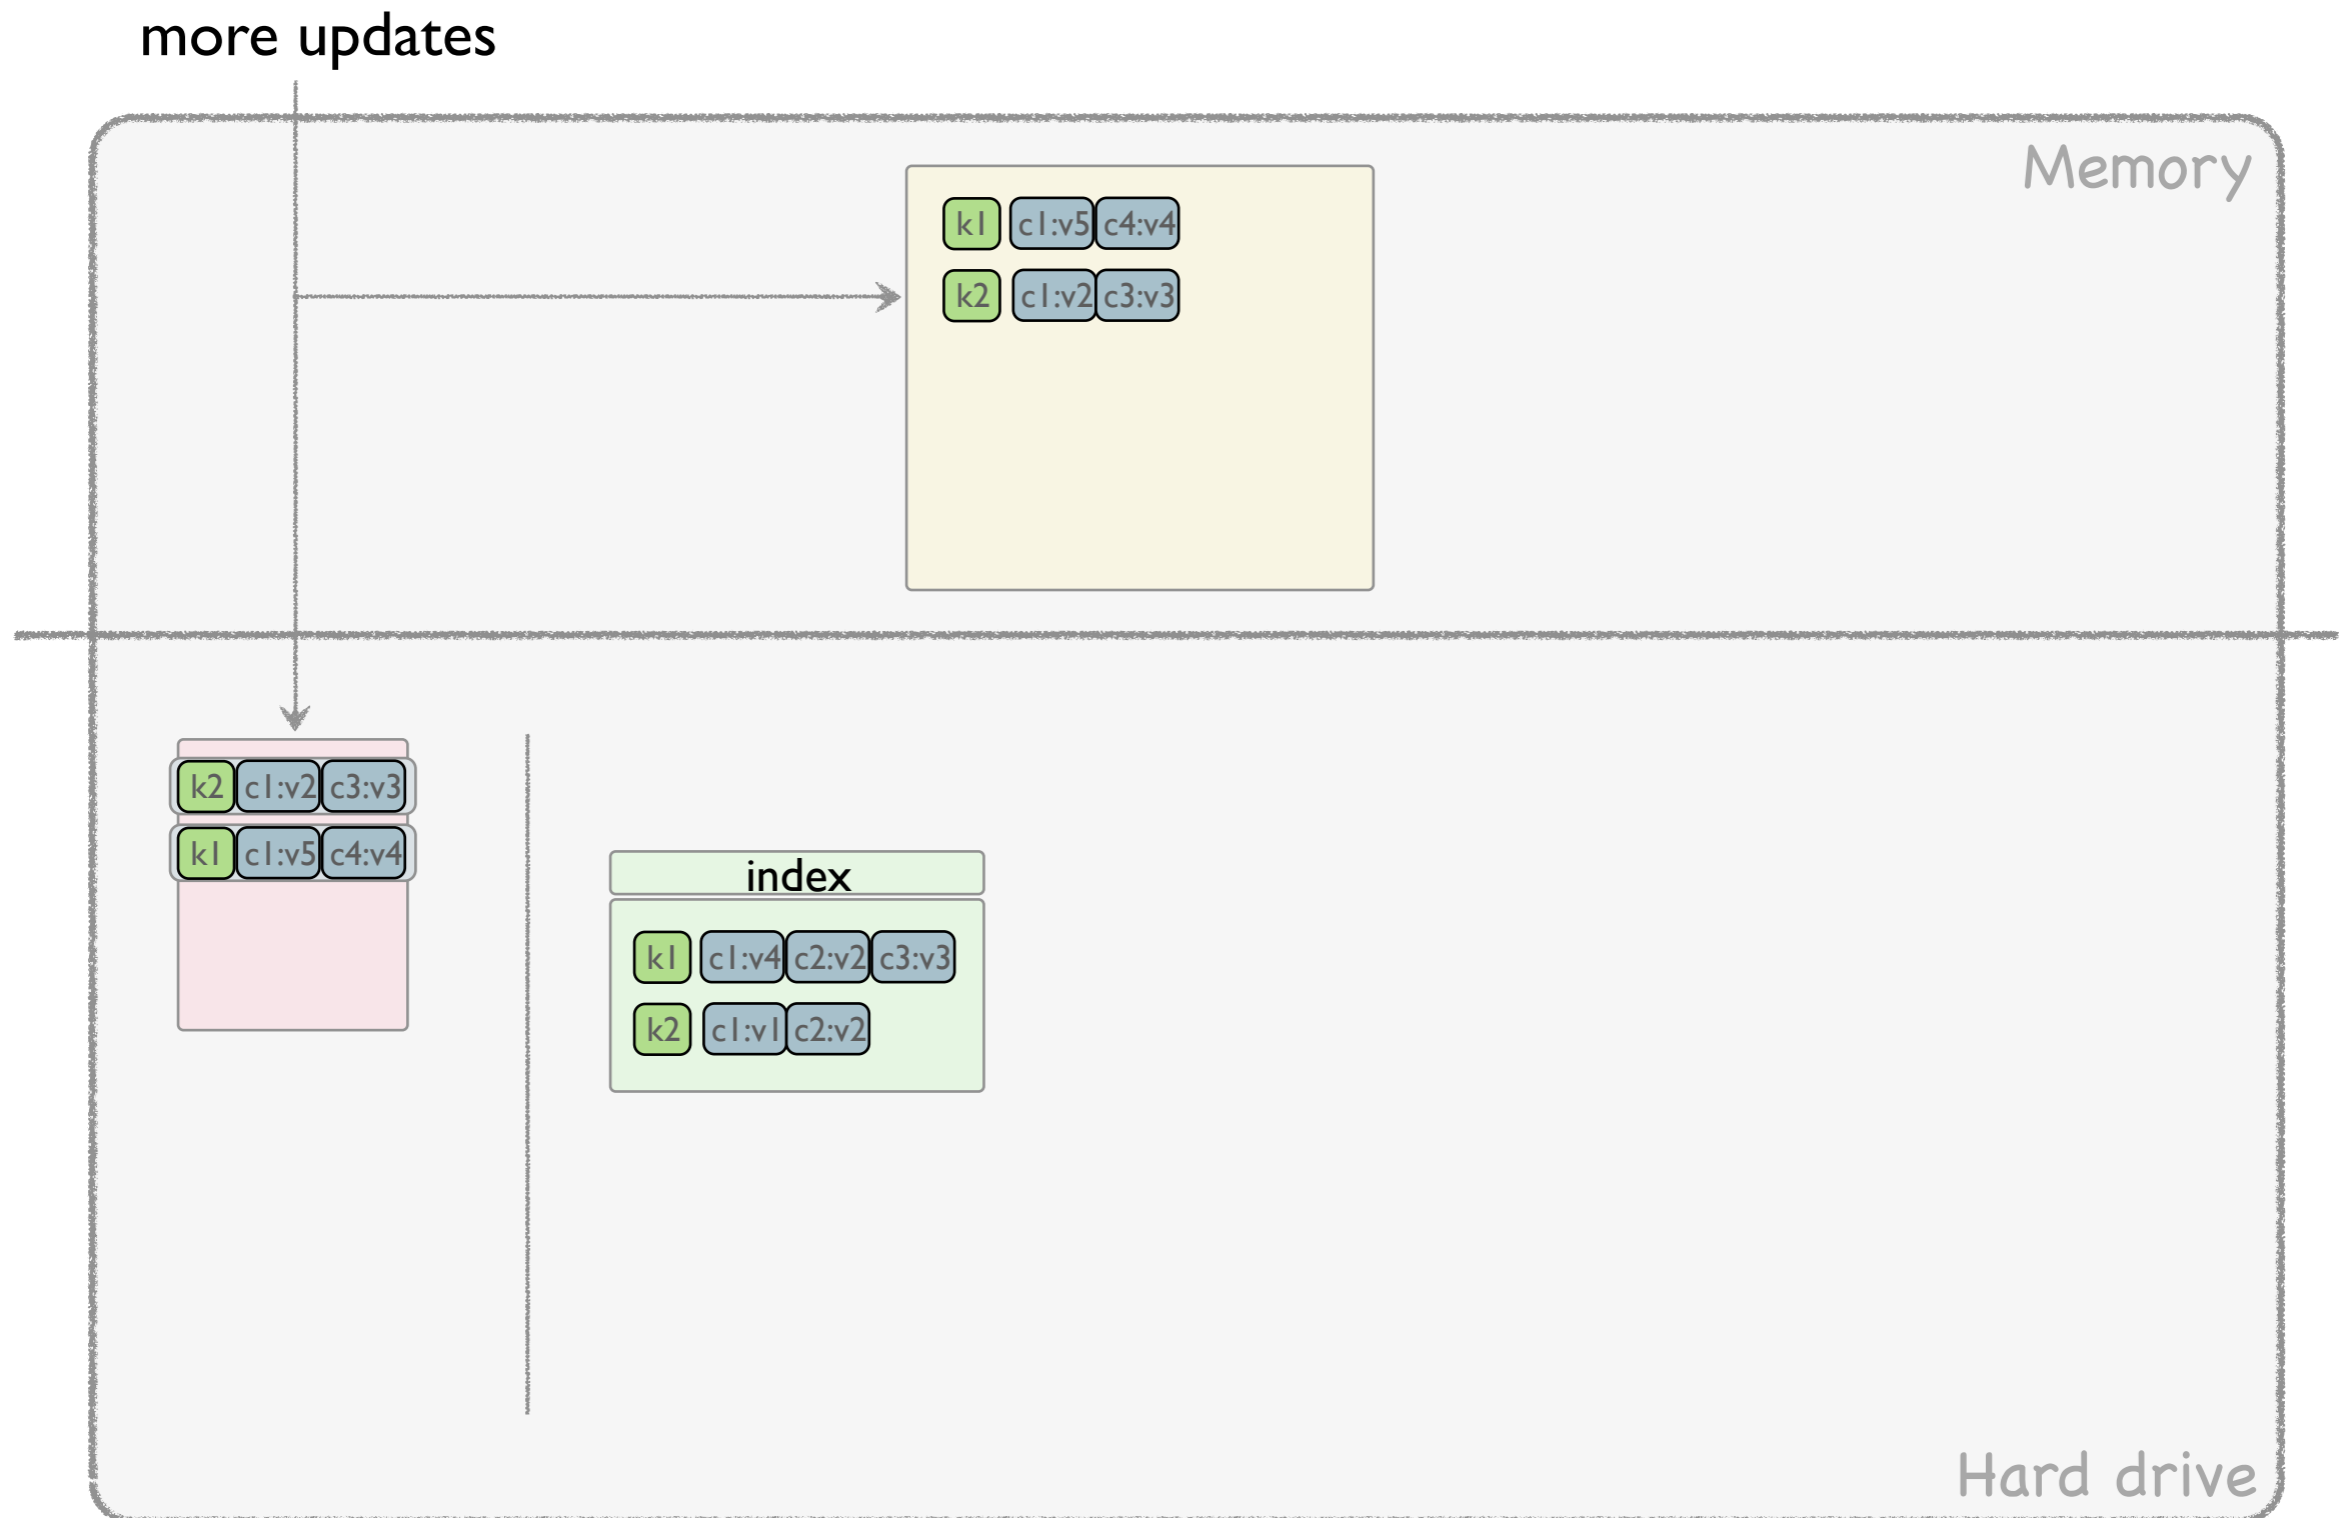 more updates
Memory
k1 c1:v5 c4:v4
k2 c1:v2 c3:v3
k2 c1:v2 c3:v3
k1 c1:v5 c4:v4
index
k1 c1:v4 c2:v2 c3:v3
k2 c1:v1 c2:v2
Hard drive